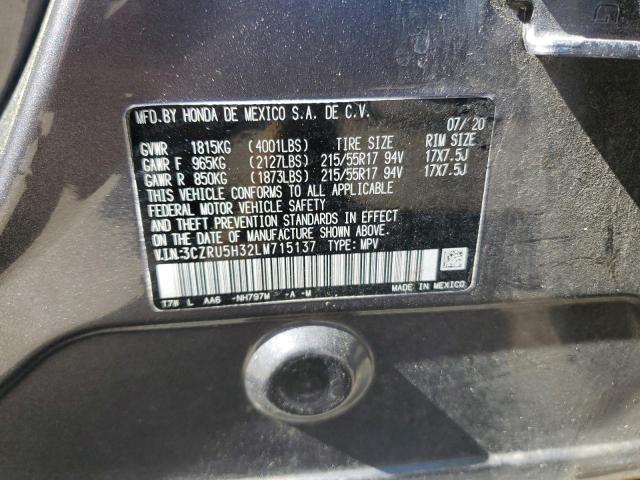 MFD.BY HONDA DE MEXICO S.A. DE C.V.
07/20
GVWR 1815KG (4001LBS) TIRE SIZE RIM SIZE
GAWR F 965KG (2127LBS) 215/55R17 94V 17X7.5J
GAWR R 850KG (1873LBS) 215/55R17 94V 17X7.5J
THIS VEHICLE CONFORMS TO ALL APPLICABLE
FEDERAL MOTOR VEHICLE SAFETY
AND THEFT PREVENTION STANDARDS IN EFFECT
ON THE DATE OF MANUFACTURE SHOWN ABOVE.
V.I.N.:3CZRU5H32LM715137 TYPE: MPV
T7W L AA6 -NH797M -A -M
MADE IN MEXICO